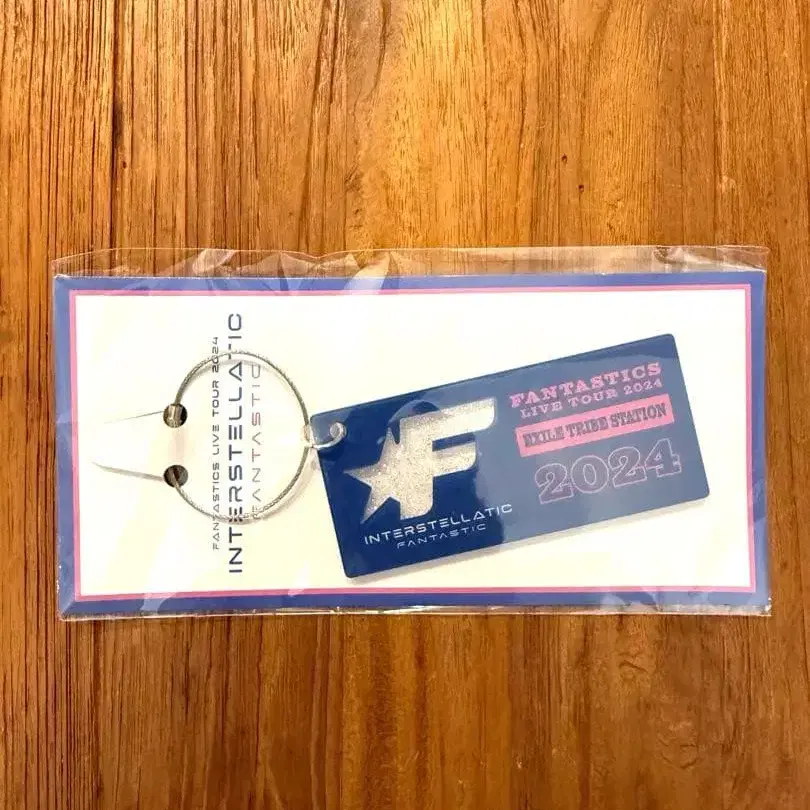 FANTASTICS LIVE TOUR 2024
INTERSTELLATIC
FANTASTIC
F
INTERSTELLATIC
FANTASTIC
FANTASTICS
LIVE TOUR 2024
EXILE TRIBE STATION
2024